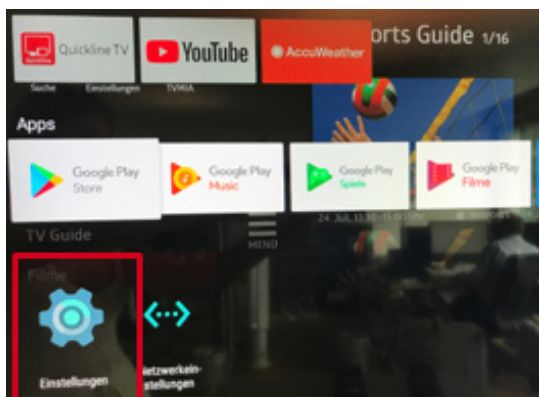 Quickline TV
YouTube
AccuWeather
orts Guide 1/16
Suche Einstellungen TVMIA
Apps
Google Play
Store
Google Play
Music
Google Play
Spiele
Google Play
Filme
24. Juli, 13:30-15:00 Uhr
TV Guide
MENÜ
Filme
Einstellungen
Netzwerkein-
stellungen